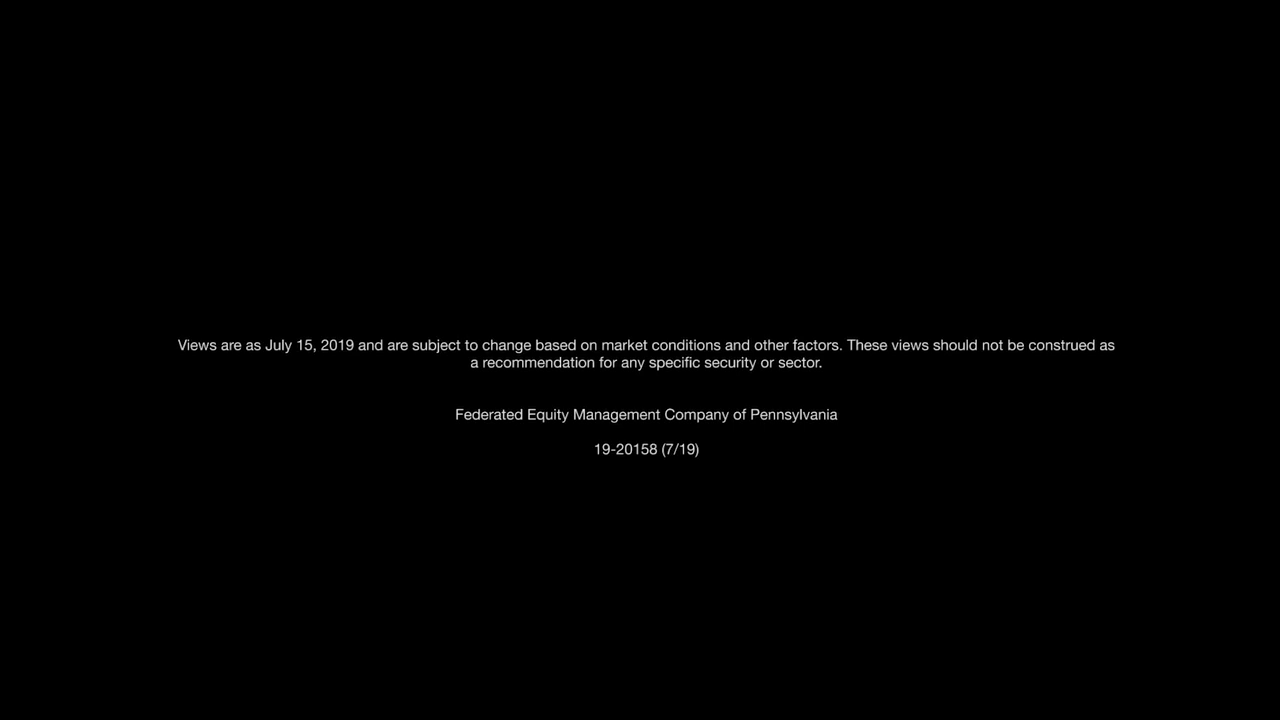 Views are as July 15, 2019 and are subject to change based on market conditions and other factors. These views should not be construed as
a recommendation for any specific security or sector.
Federated Equity Management Company of Pennsylvania
19-20158 (7/19)